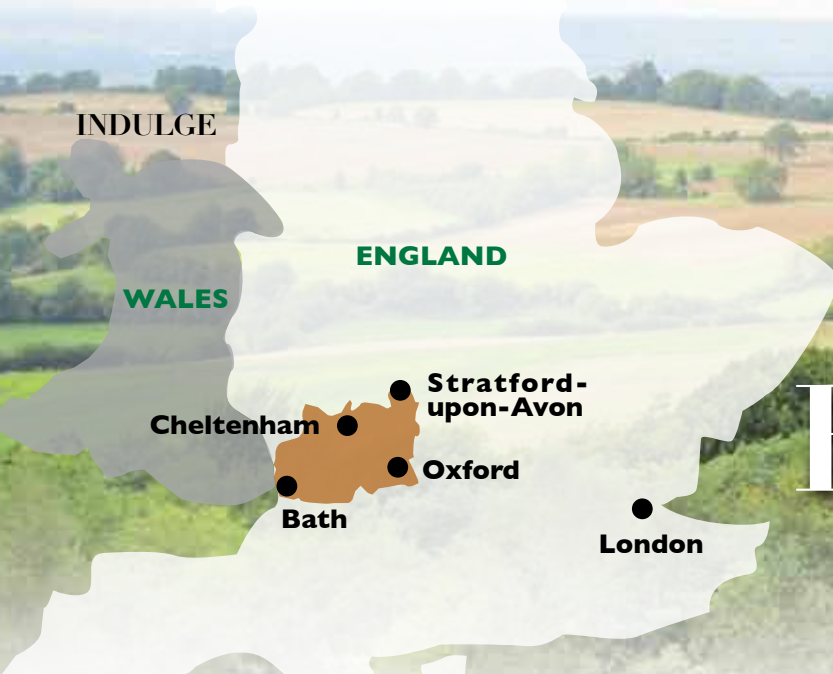 INDULGE
ENGLAND
WALES
Stratford-
upon-Avon
Cheltenham
Oxford
Bath
London